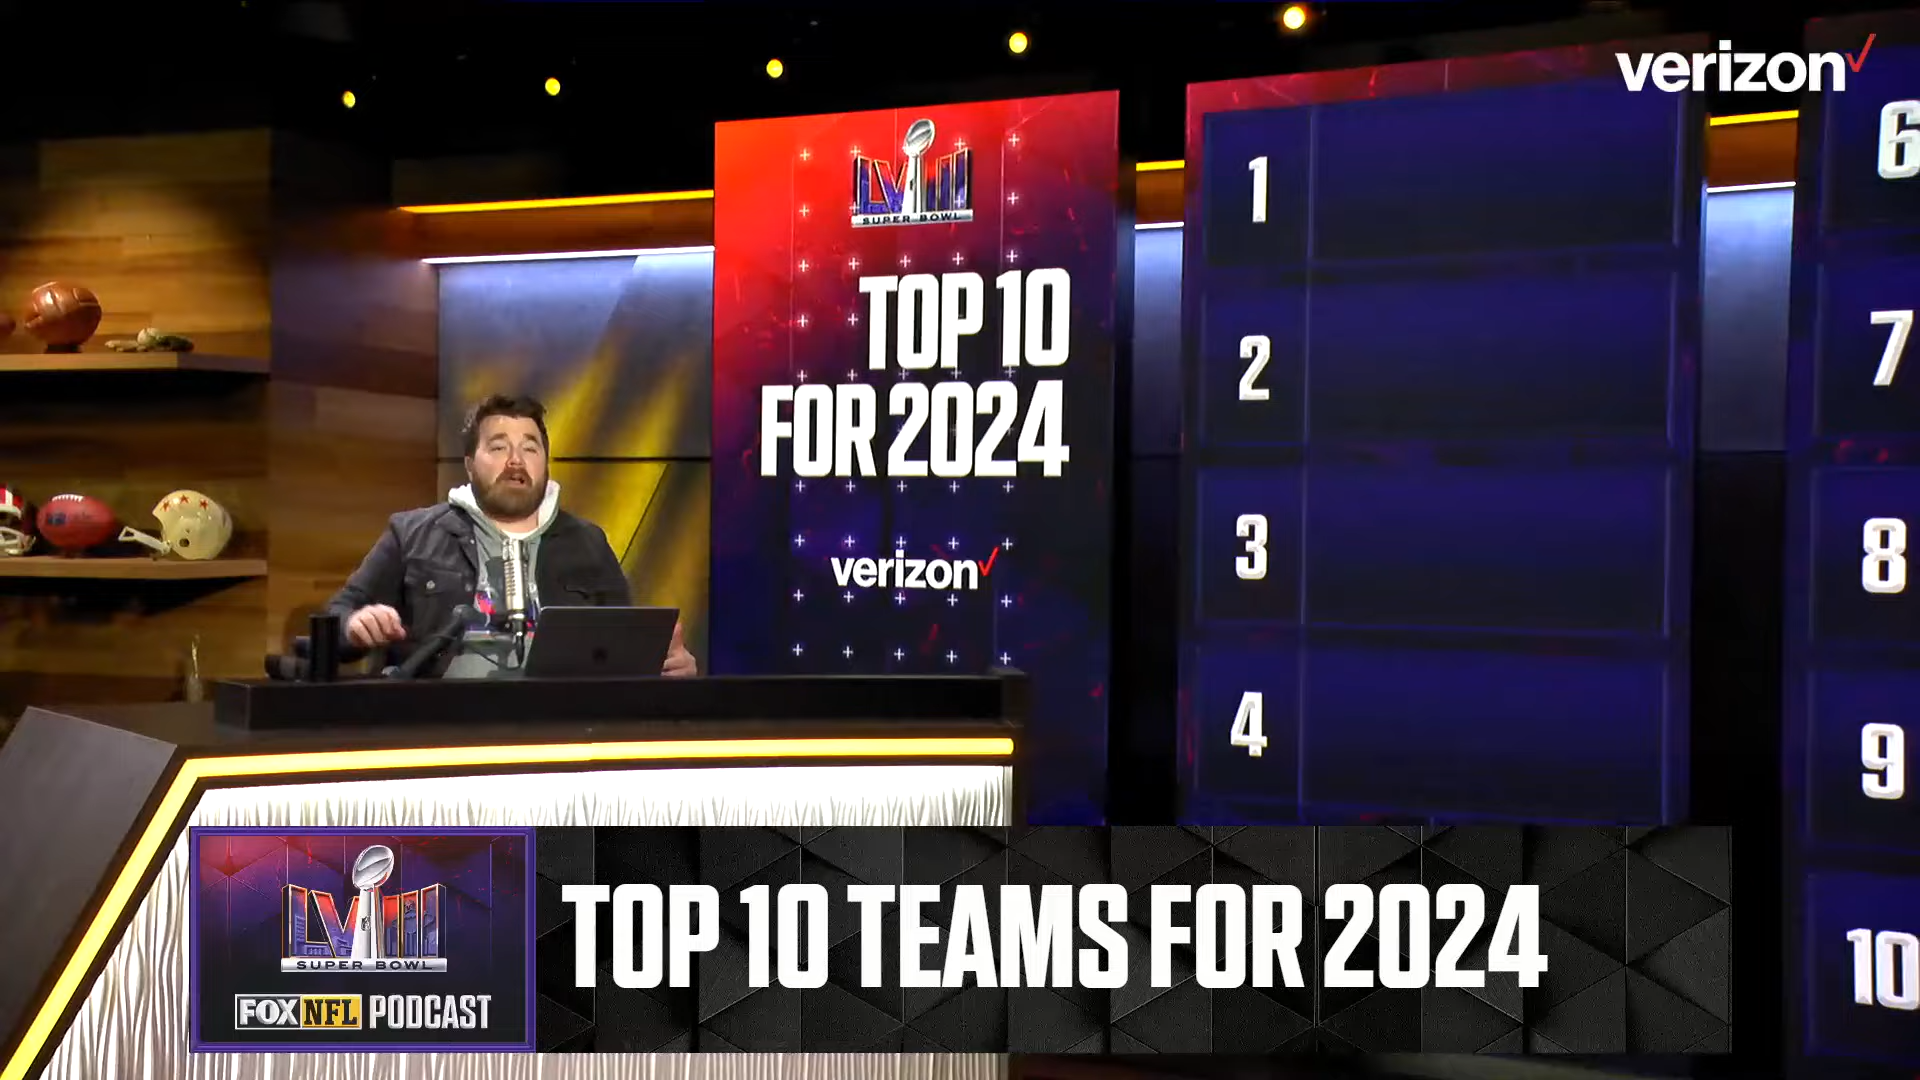 verizon
LVIII
SUPER BOWL
TOP 10
FOR 2024
verizon
1
2
3
4
6
7
8
9
10
LVIII
SUPER BOWL
FOX NFL PODCAST
TOP 10 TEAMS FOR 2024